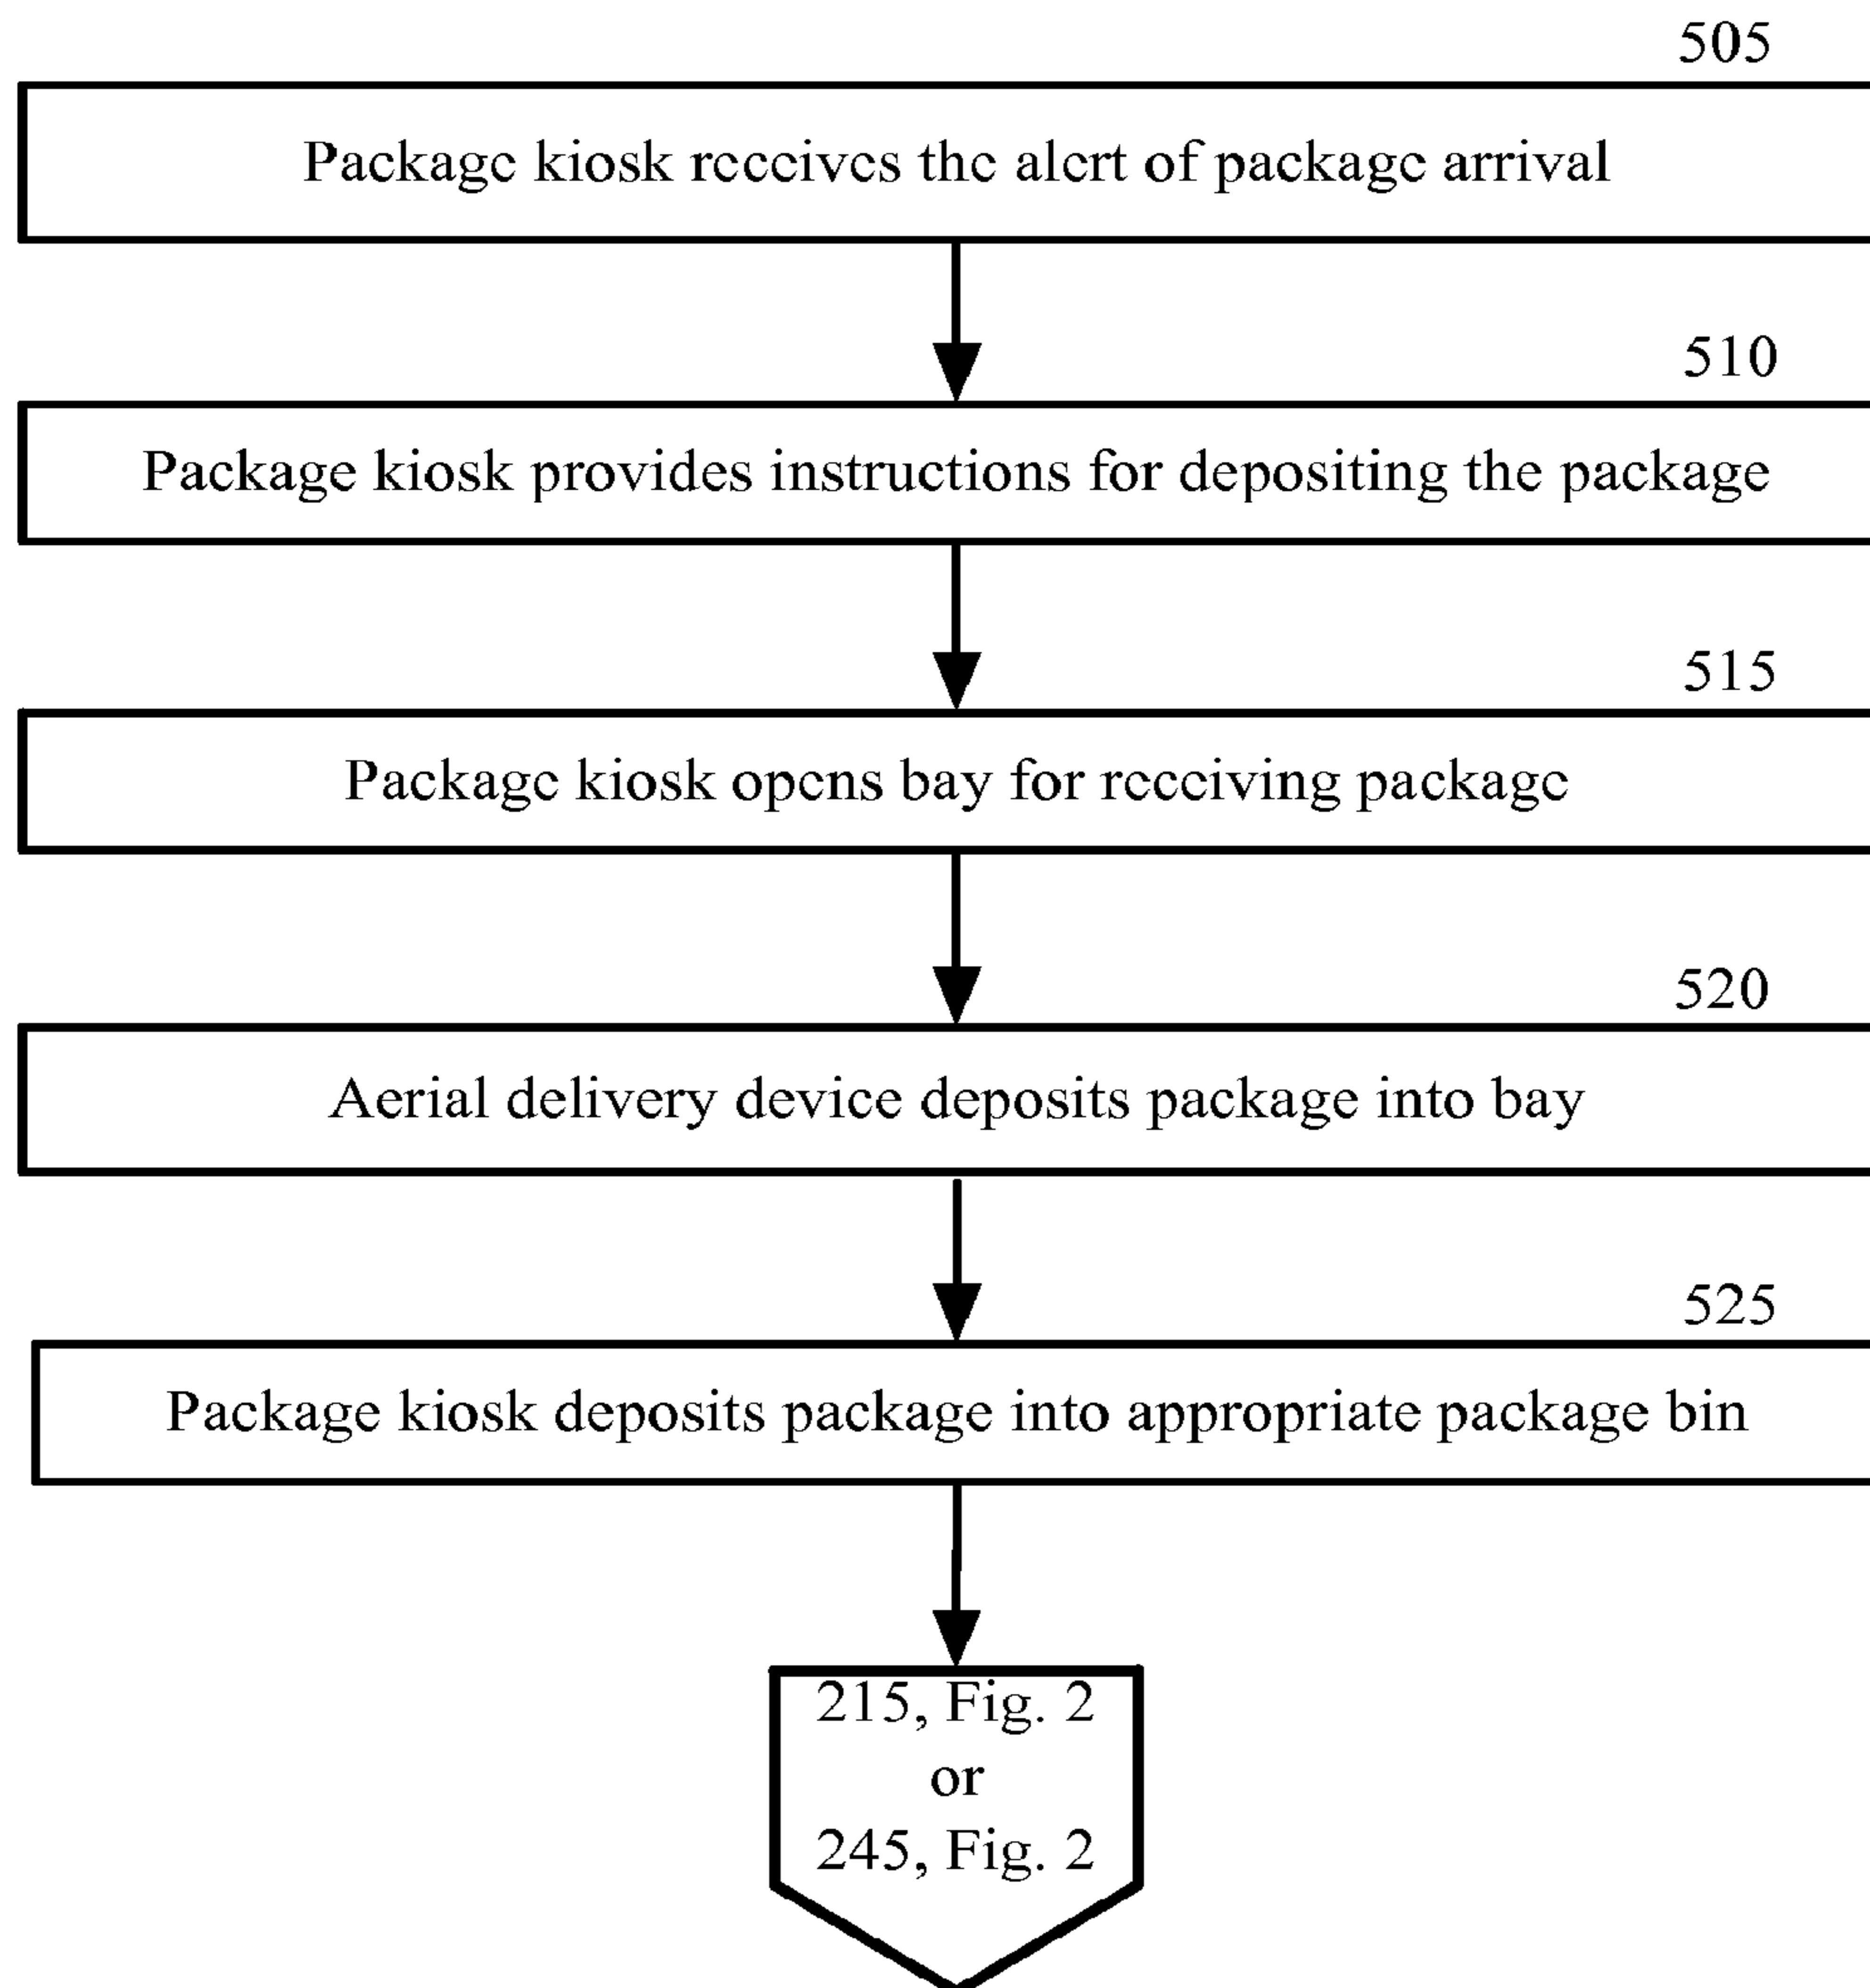 505
Package kiosk receives the alert of package arrival
510
Package kiosk provides instructions for depositing the package
515
Package kiosk opens bay for receiving package
520
Aerial delivery device deposits package into bay
525
Package kiosk deposits package into appropriate package bin
215, Fig. 2
or
245, Fig. 2